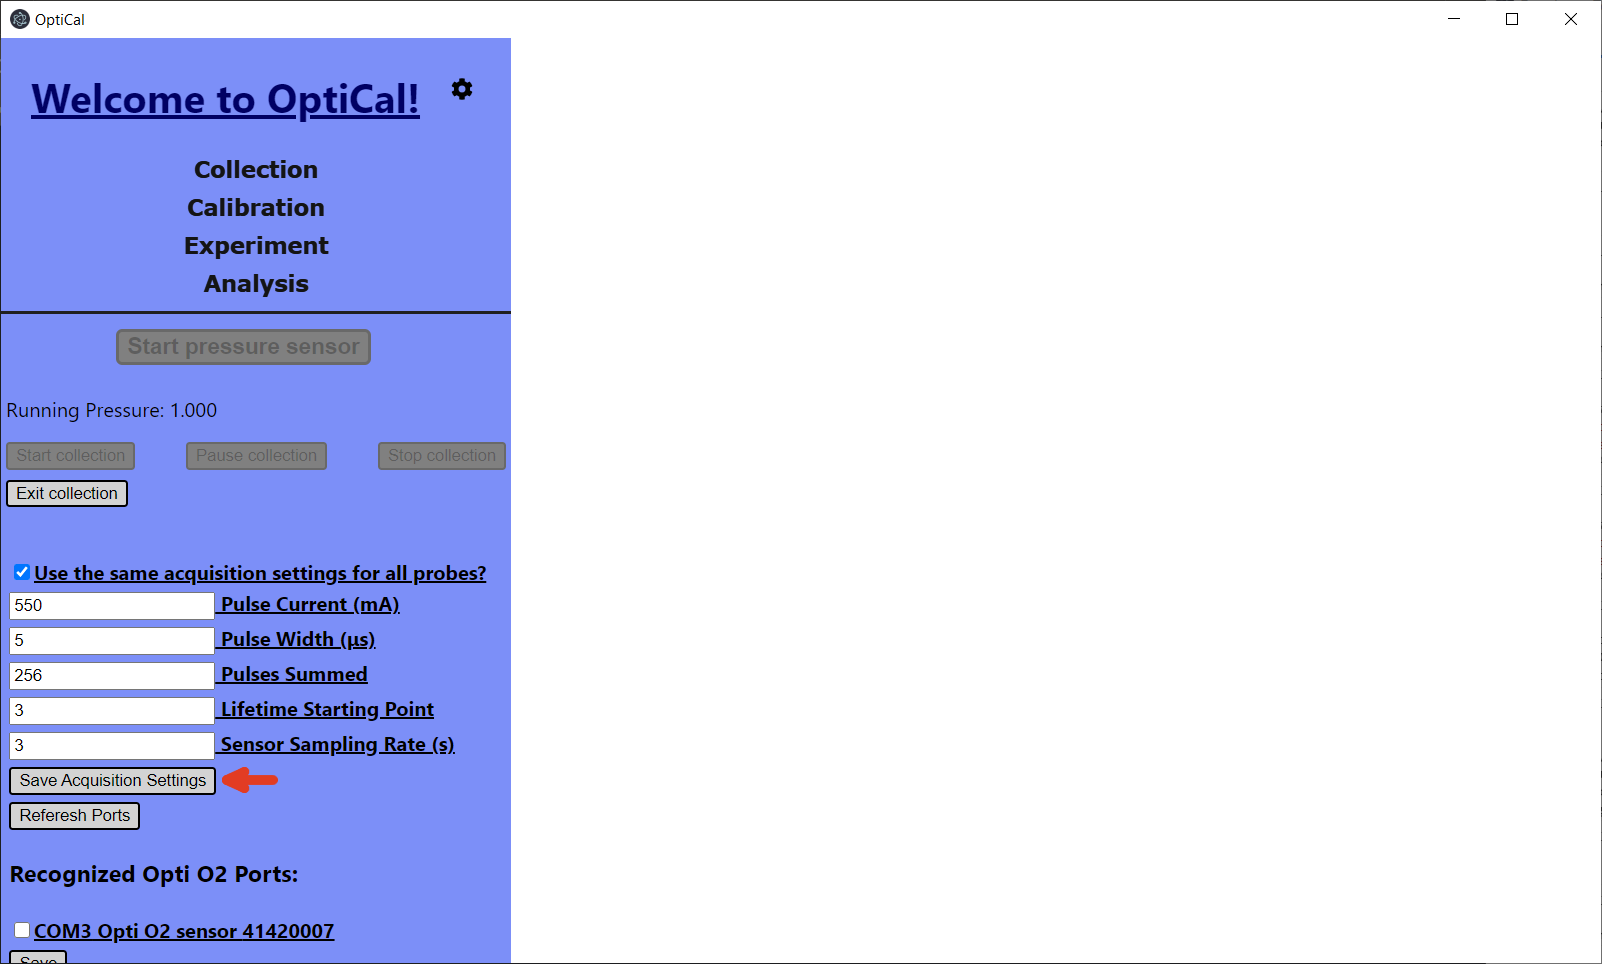 OptiCal
Welcome to OptiCal!
Collection
Calibration
Experiment
Analysis
Start pressure sensor
Running Pressure: 1.000
Start collection Pause collection Stop collection
Exit collection
Use the same acquisition settings for all probes?
550 Pulse Current (mA)
5 Pulse Width (µs)
256 Pulses Summed
3 Lifetime Starting Point
3 Sensor Sampling Rate (s)
Save Acquisition Settings
Referesh Ports
Recognized Opti O2 Ports:
COM3 Opti O2 sensor 41420007
Save